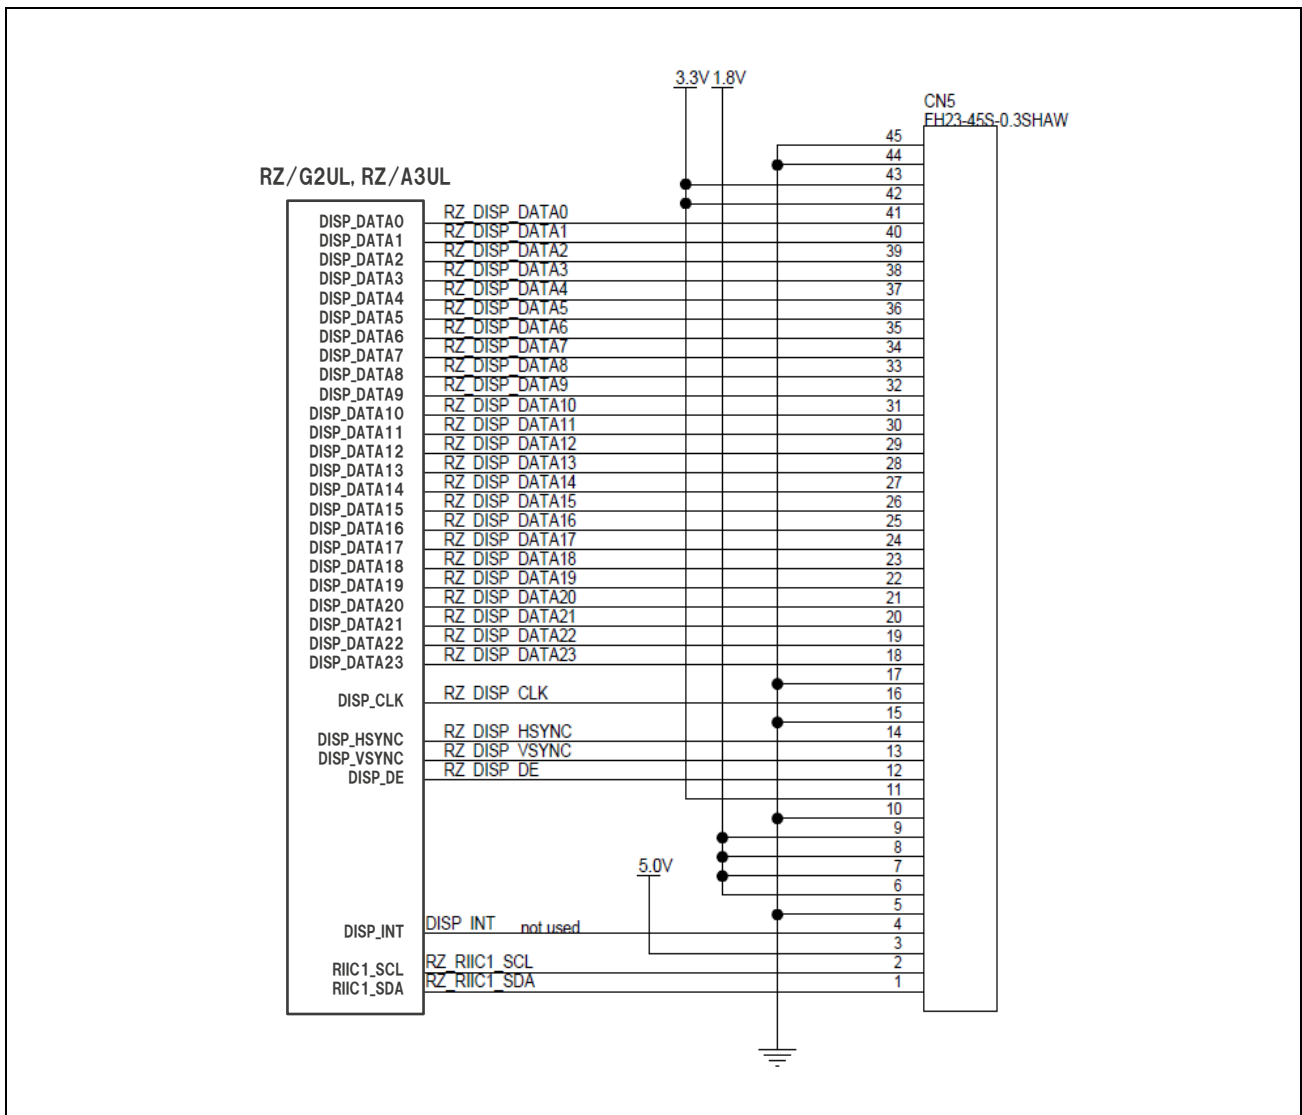 3.3V 1.8V
CN5
FH23-45S-0.3SHAW
45
44
RZ/G2UL, RZ/A3UL
43
42
DISP_DATA0 RZ_DISP_DATA0 41
DISP_DATA1 RZ_DISP_DATA1 40
DISP_DATA2 RZ_DISP_DATA2 39
DISP_DATA3 RZ_DISP_DATA3 38
DISP_DATA4 RZ_DISP_DATA4 37
DISP_DATA5 RZ_DISP_DATA5 36
DISP_DATA6 RZ_DISP_DATA6 35
DISP_DATA7 RZ_DISP_DATA7 34
DISP_DATA8 RZ_DISP_DATA8 33
DISP_DATA9 RZ_DISP_DATA9 32
DISP_DATA10 RZ_DISP_DATA10 31
DISP_DATA11 RZ_DISP_DATA11 30
DISP_DATA12 RZ_DISP_DATA12 29
DISP_DATA13 RZ_DISP_DATA13 28
DISP_DATA14 RZ_DISP_DATA14 27
DISP_DATA15 RZ_DISP_DATA15 26
DISP_DATA16 RZ_DISP_DATA16 25
DISP_DATA17 RZ_DISP_DATA17 24
DISP_DATA18 RZ_DISP_DATA18 23
DISP_DATA19 RZ_DISP_DATA19 22
DISP_DATA20 RZ_DISP_DATA20 21
DISP_DATA21 RZ_DISP_DATA21 20
DISP_DATA22 RZ_DISP_DATA22 19
DISP_DATA23 RZ_DISP_DATA23 18
17
DISP_CLK RZ_DISP_CLK 16
15
DISP_HSYNC RZ_DISP_HSYNC 14
DISP_VSYNC RZ_DISP_VSYNC 13
DISP_DE RZ_DISP_DE 12
11
10
9
8
5.0V 7
6
5
DISP_INT DISP_INT not used 4
3
RIIC1_SCL RZ_RIIC1_SCL 2
RIIC1_SDA RZ_RIIC1_SDA 1